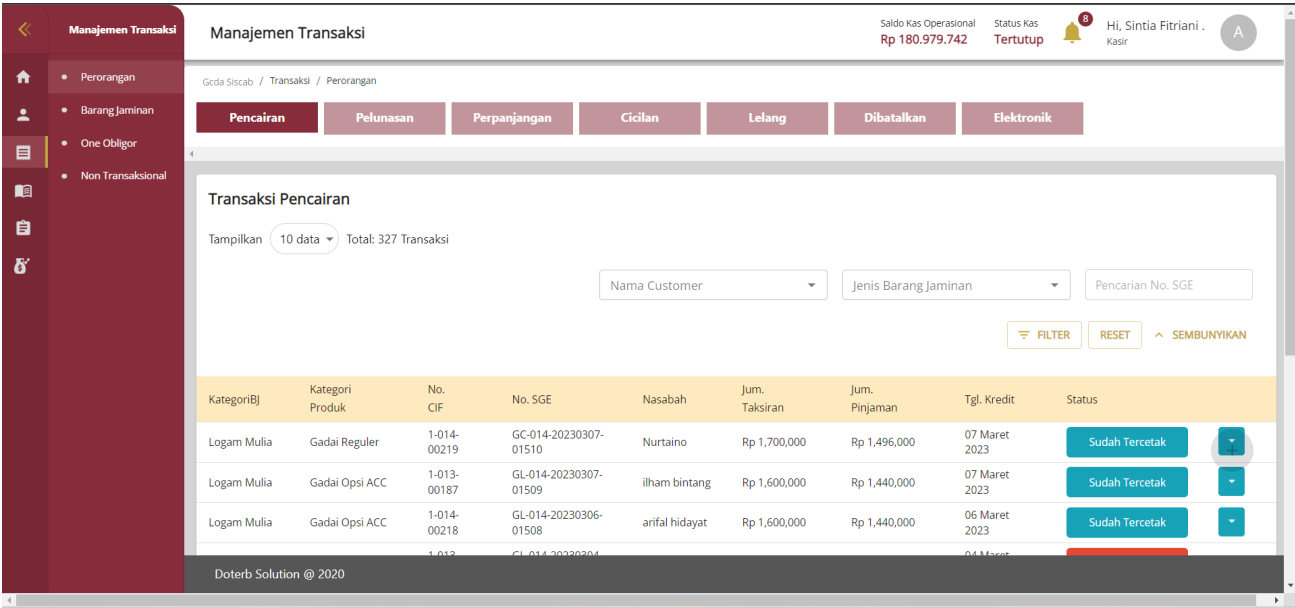 Manajemen Transaksi
Manajemen Transaksi
Saldo Kas Operasional
Rp 180.979.742
Status Kas
Tertutup
8
Hi, Sintia Fitriani .
Kasir
A
Perorangan
Barang Jaminan
One Obligor
Non Transaksional
Gcda Siscab / Transaksi / Perorangan
Pencairan Pelunasan Perpanjangan Cicilan Lelang Dibatalkan Elektronik
Transaksi Pencairan
Tampilkan 10 data Total: 327 Transaksi
Nama Customer Jenis Barang Jaminan Pencarian No. SGE
FILTER RESET SEMBUNYIKAN
KategoriBJ
Kategori
Produk
No.
CIF
No. SGE
Nasabah
Jum.
Taksiran
Jum.
Pinjaman
Tgl. Kredit
Status
Logam Mulia
Gadai Reguler
1-014-
00219
GC-014-20230307-
01510
Nurtaino
Rp 1,700,000
Rp 1,496,000
07 Maret
2023
Sudah Tercetak
Logam Mulia
Gadai Opsi ACC
1-013-
00187
GL-014-20230307-
01509
ilham bintang
Rp 1,600,000
Rp 1,440,000
07 Maret
2023
Sudah Tercetak
Logam Mulia
Gadai Opsi ACC
1-014-
00218
GL-014-20230306-
01508
arifal hidayat
Rp 1,600,000
Rp 1,440,000
06 Maret
2023
Sudah Tercetak
1-013-
GL-014-20230304-
04 Maret
Doterb Solution @ 2020